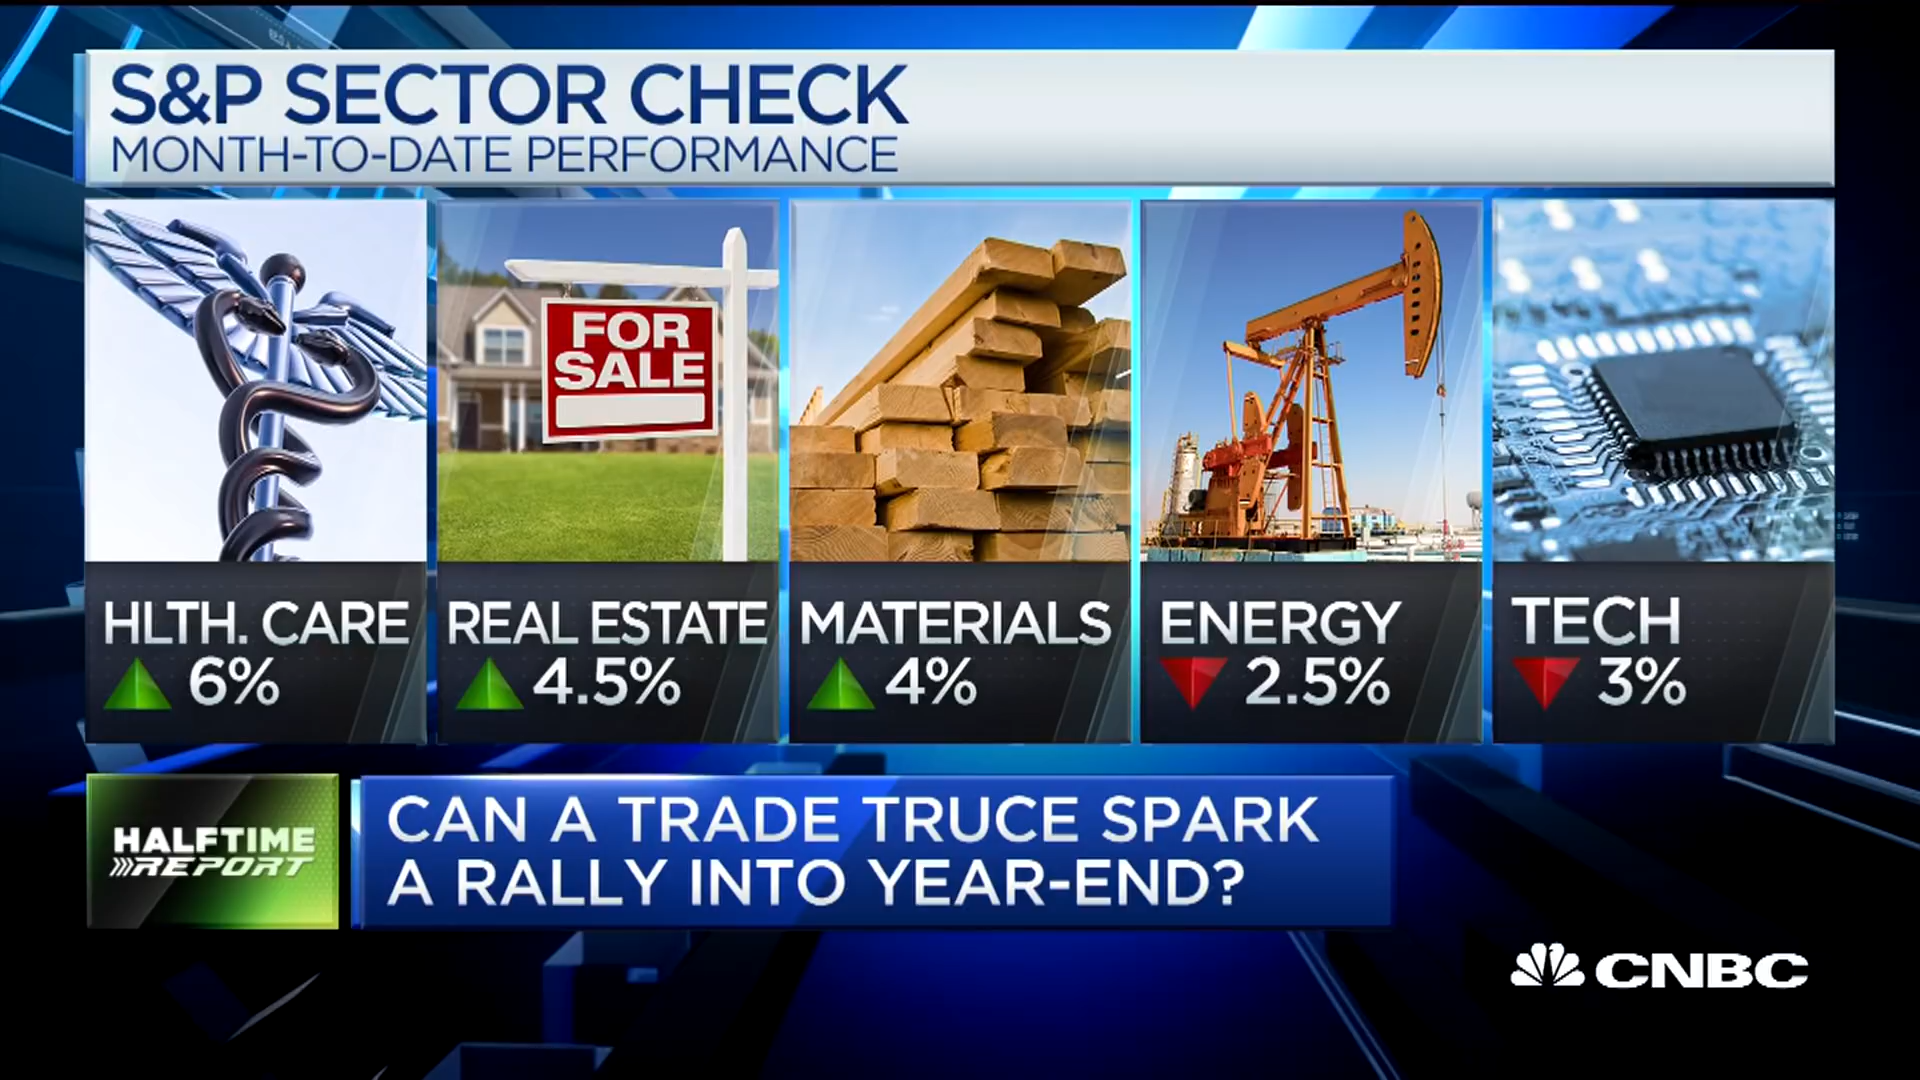 S&P SECTOR CHECK
MONTH-TO-DATE PERFORMANCE
FOR
SALE
HLTH. CARE
6%
REAL ESTATE
4.5%
MATERIALS
4%
ENERGY
2.5%
TECH
3%
HALFTIME
REPORT
CAN A TRADE TRUCE SPARK
A RALLY INTO YEAR-END?
CNBC